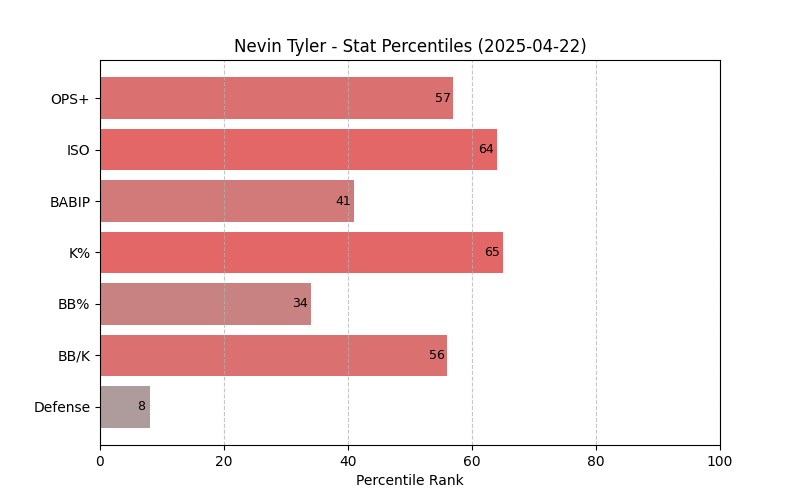 Nevin Tyler - Stat Percentiles (2025-04-22)
OPS+ 57
ISO 64
BABIP 41
K% 65
BB% 34
BB/K 56
Defense 8
0 20 40 60 80 100
Percentile Rank